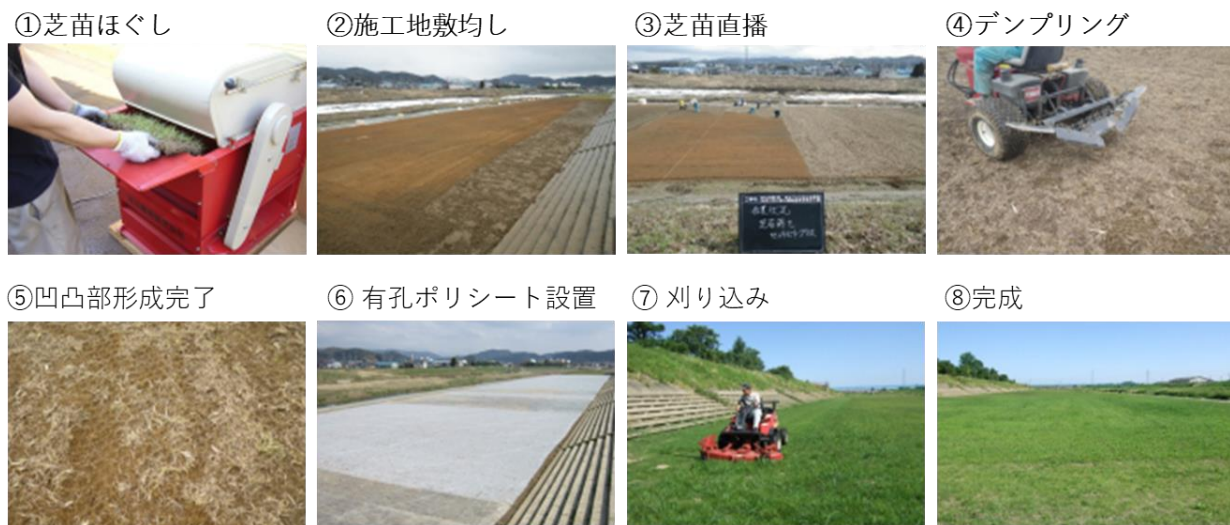 ①芝苗ほぐし
②施工地敷均し
③芝苗直播
④デンプリング
⑤凹凸部形成完了
⑥ 有孔ポリシート設置
⑦ 刈り込み
⑧完成